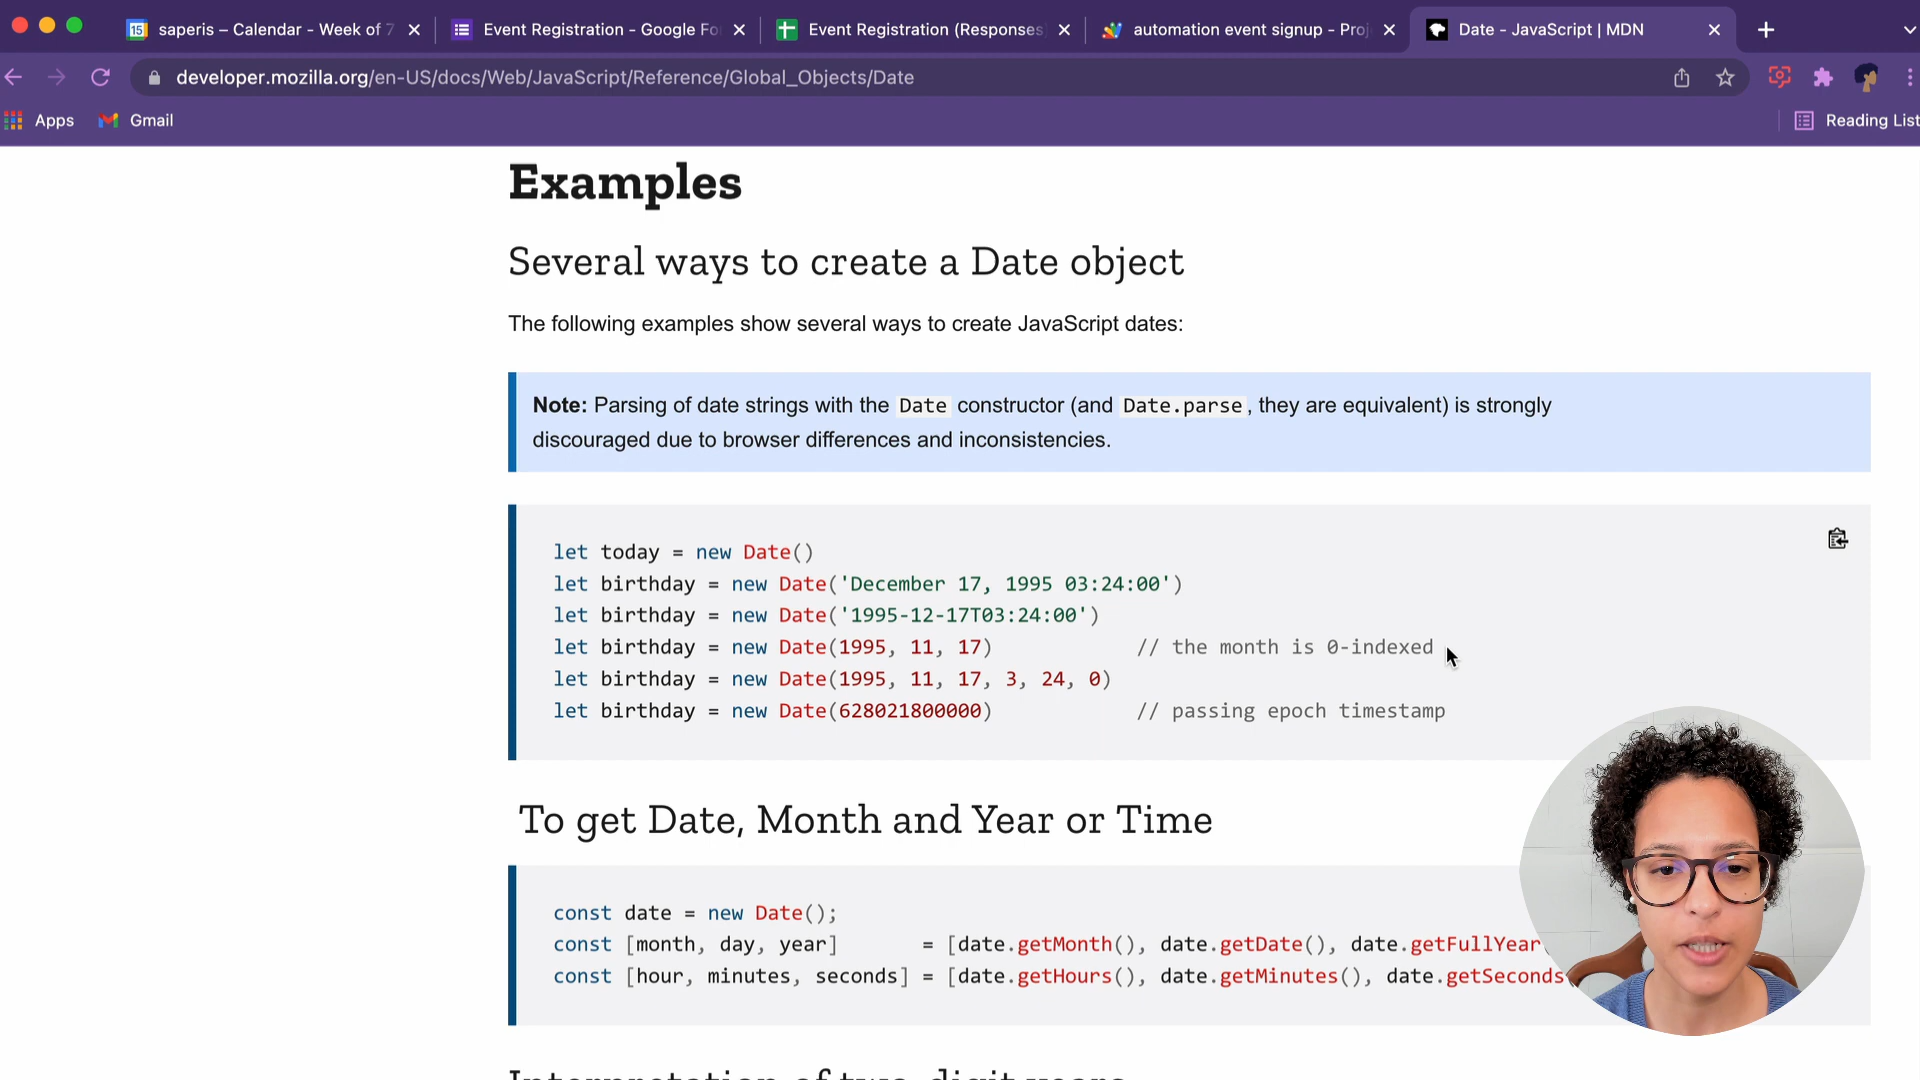 saperis – Calendar - Week of 7
Event Registration - Google Fo
Event Registration (Responses
automation event signup - Proj
Date - JavaScript | MDN
developer.mozilla.org/en-US/docs/Web/JavaScript/Reference/Global_Objects/Date
Apps
Gmail
Reading List
Examples
Several ways to create a Date object
The following examples show several ways to create JavaScript dates:
Note: Parsing of date strings with the Date constructor (and Date.parse, they are equivalent) is strongly
discouraged due to browser differences and inconsistencies.
let today = new Date()
let birthday = new Date('December 17, 1995 03:24:00')
let birthday = new Date('1995-12-17T03:24:00')
let birthday = new Date(1995, 11, 17)            // the month is 0-indexed
let birthday = new Date(1995, 11, 17, 3, 24, 0)
let birthday = new Date(628021800000)            // passing epoch timestamp
To get Date, Month and Year or Time
const date = new Date();
const [month, day, year]       = [date.getMonth(), date.getDate(), date.getFullYear(
const [hour, minutes, seconds] = [date.getHours(), date.getMinutes(), date.getSeconds(
Interpretation of two-digit years